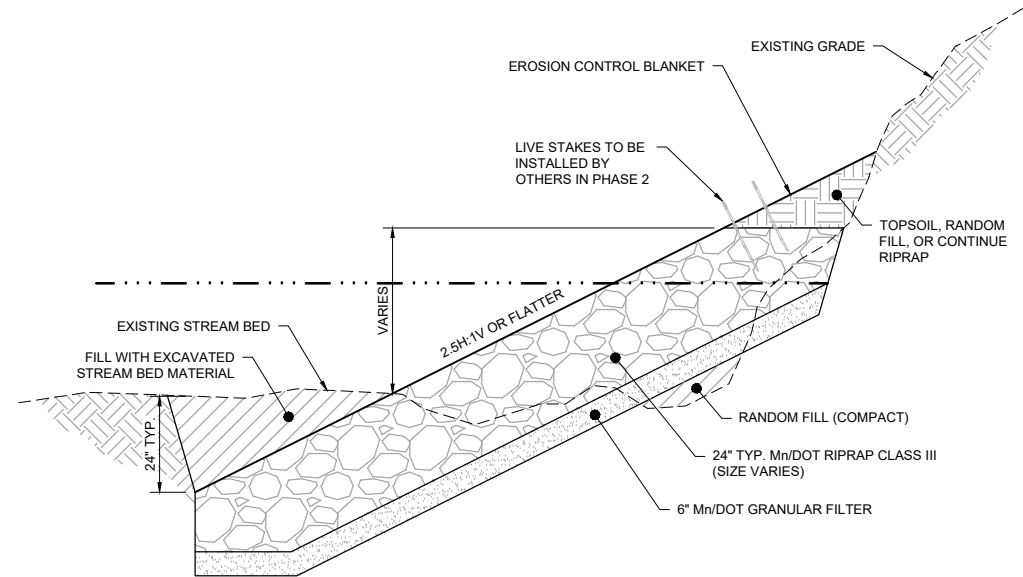 EXISTING GRADE
EROSION CONTROL BLANKET
LIVE STAKES TO BE
INSTALLED BY
OTHERS IN PHASE 2
TOPSOIL, RANDOM
FILL, OR CONTINUE
RIPRAP
VARIES
2.5H:1V OR FLATTER
EXISTING STREAM BED
FILL WITH EXCAVATED
STREAM BED MATERIAL
24" TYP.
RANDOM FILL (COMPACT)
24" TYP. Mn/DOT RIPRAP CLASS III
(SIZE VARIES)
6" Mn/DOT GRANULAR FILTER